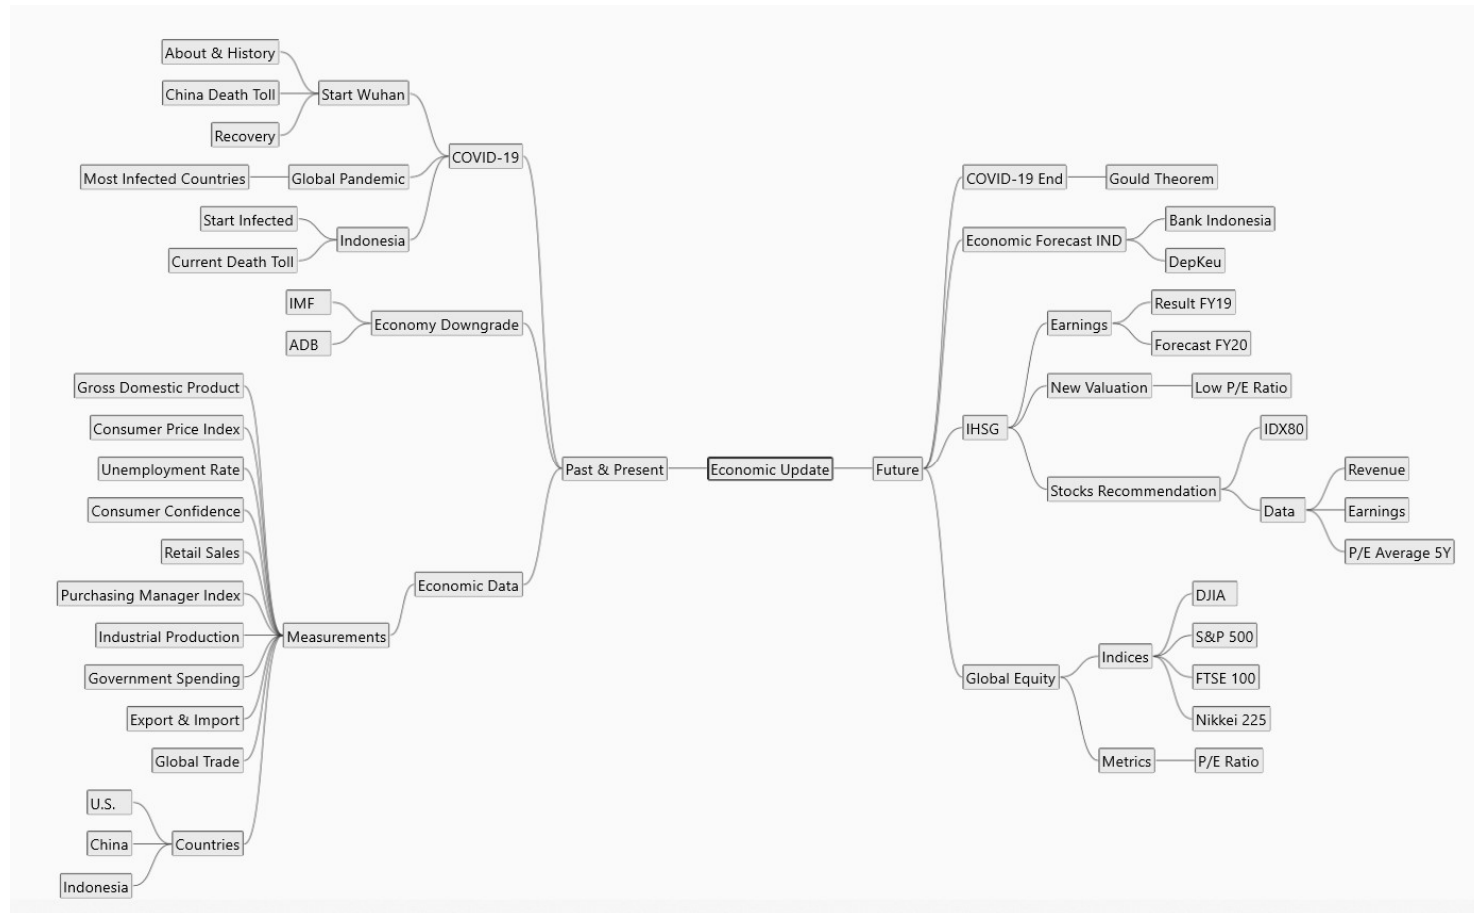 About & History
China Death Toll
Recovery
Start Wuhan
COVID-19
Most Infected Countries
Global Pandemic
Start Infected
Current Death Toll
Indonesia
IMF
ADB
Economy Downgrade
Gross Domestic Product
Consumer Price Index
Unemployment Rate
Consumer Confidence
Retail Sales
Purchasing Manager Index
Industrial Production
Government Spending
Export & Import
Global Trade
U.S.
China
Indonesia
Countries
Measurements
Economic Data
Past & Present
Economic Update
Future
COVID-19 End
Gould Theorem
Economic Forecast IND
Bank Indonesia
DepKeu
IHSG
Earnings
Result FY19
Forecast FY20
New Valuation
Low P/E Ratio
Stocks Recommendation
IDX80
Data
Revenue
Earnings
P/E Average 5Y
Global Equity
Indices
DJIA
S&P 500
FTSE 100
Nikkei 225
Metrics
P/E Ratio